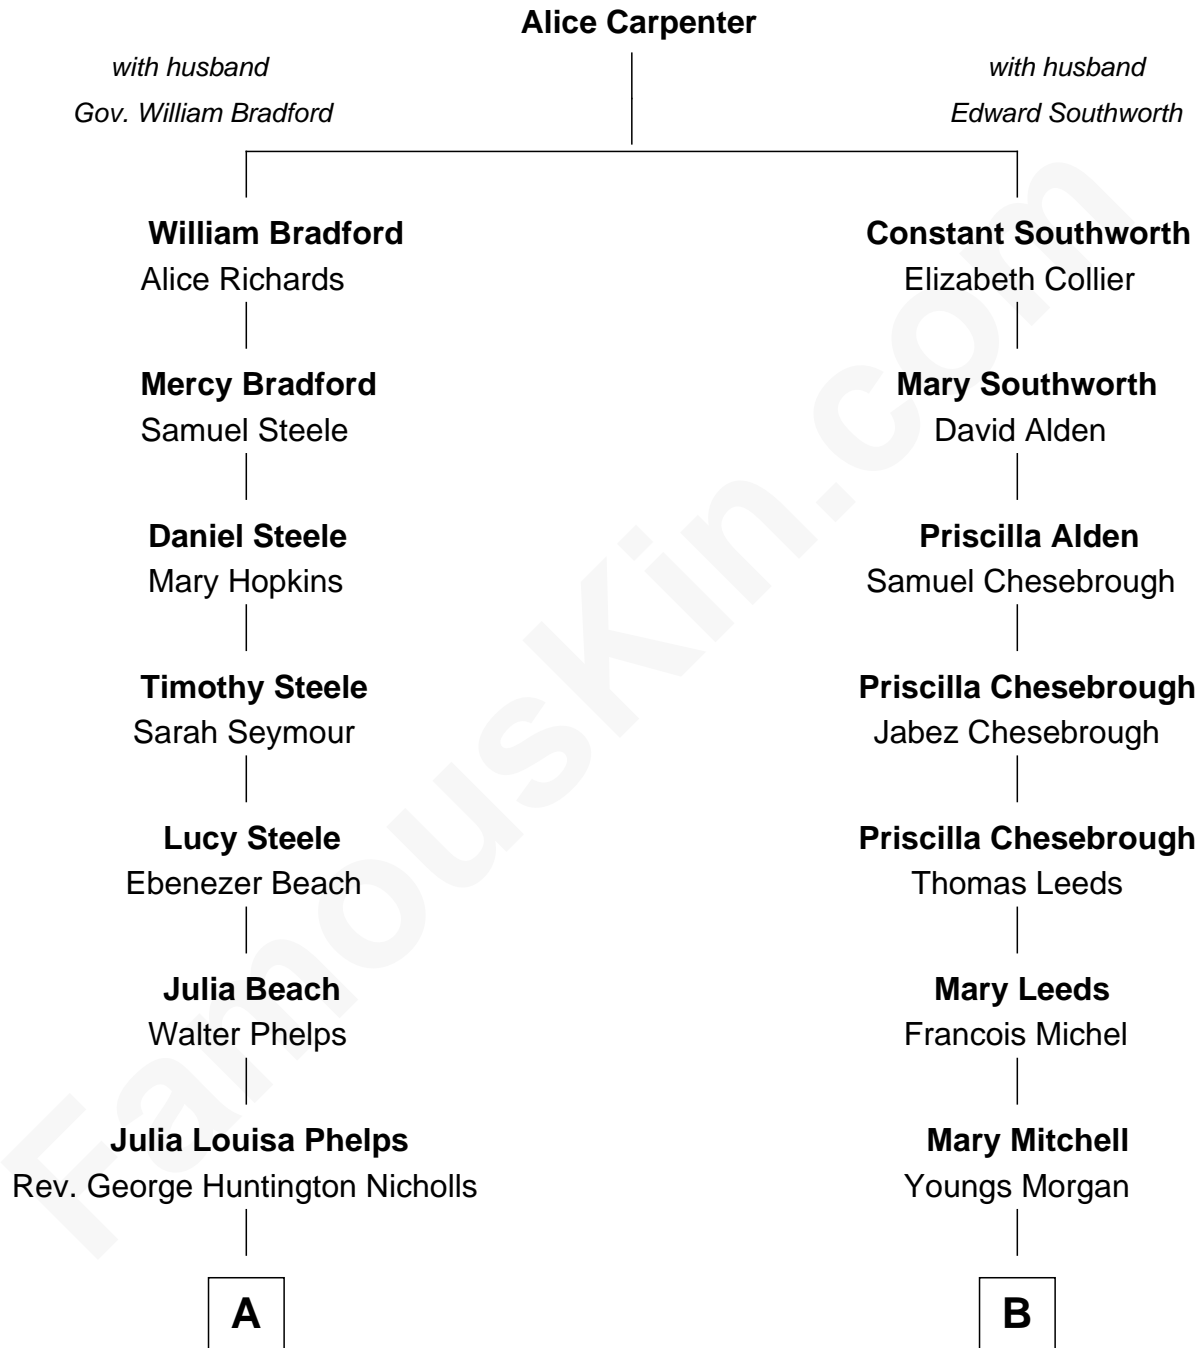 Alice Carpenter
with husband
Gov. William Bradford
with husband
Edward Southworth
William Bradford
Alice Richards
Constant Southworth
Elizabeth Collier
Mercy Bradford
Samuel Steele
Mary Southworth
David Alden
Daniel Steele
Mary Hopkins
Priscilla Alden
Samuel Chesebrough
Timothy Steele
Sarah Seymour
Priscilla Chesebrough
Jabez Chesebrough
Lucy Steele
Ebenezer Beach
Priscilla Chesebrough
Thomas Leeds
Julia Beach
Walter Phelps
Mary Leeds
Francois Michel
Julia Louisa Phelps
Rev. George Huntington Nicholls
Mary Mitchell
Youngs Morgan
A
B
FamousKin.com